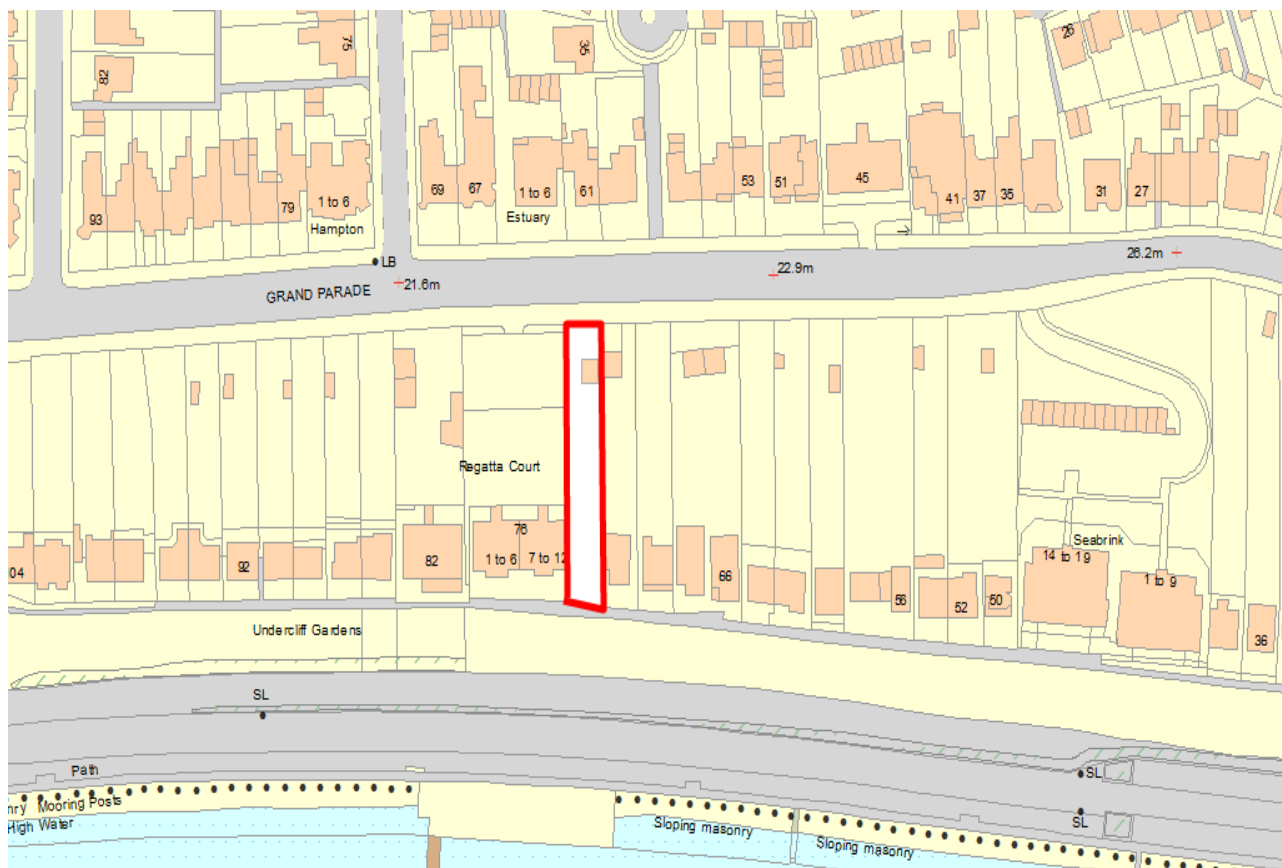 75
35
26
82
69
67
1 to 6
61
53
51
45
41
37
35
31
27
93
79
1 to 6
Hampton
Estuary
LB
21.6m
22.9m
26.2m
GRAND PARADE
Regatta Court
76
1 to 6
7 to 12
82
92
04
66
56
52
50
Seabrink
14 to 19
1 to 9
36
Undercliff Gardens
SL
Path
SL
nry Mooring Posts
High Water
Sloping masonry
Sloping masonry
SL